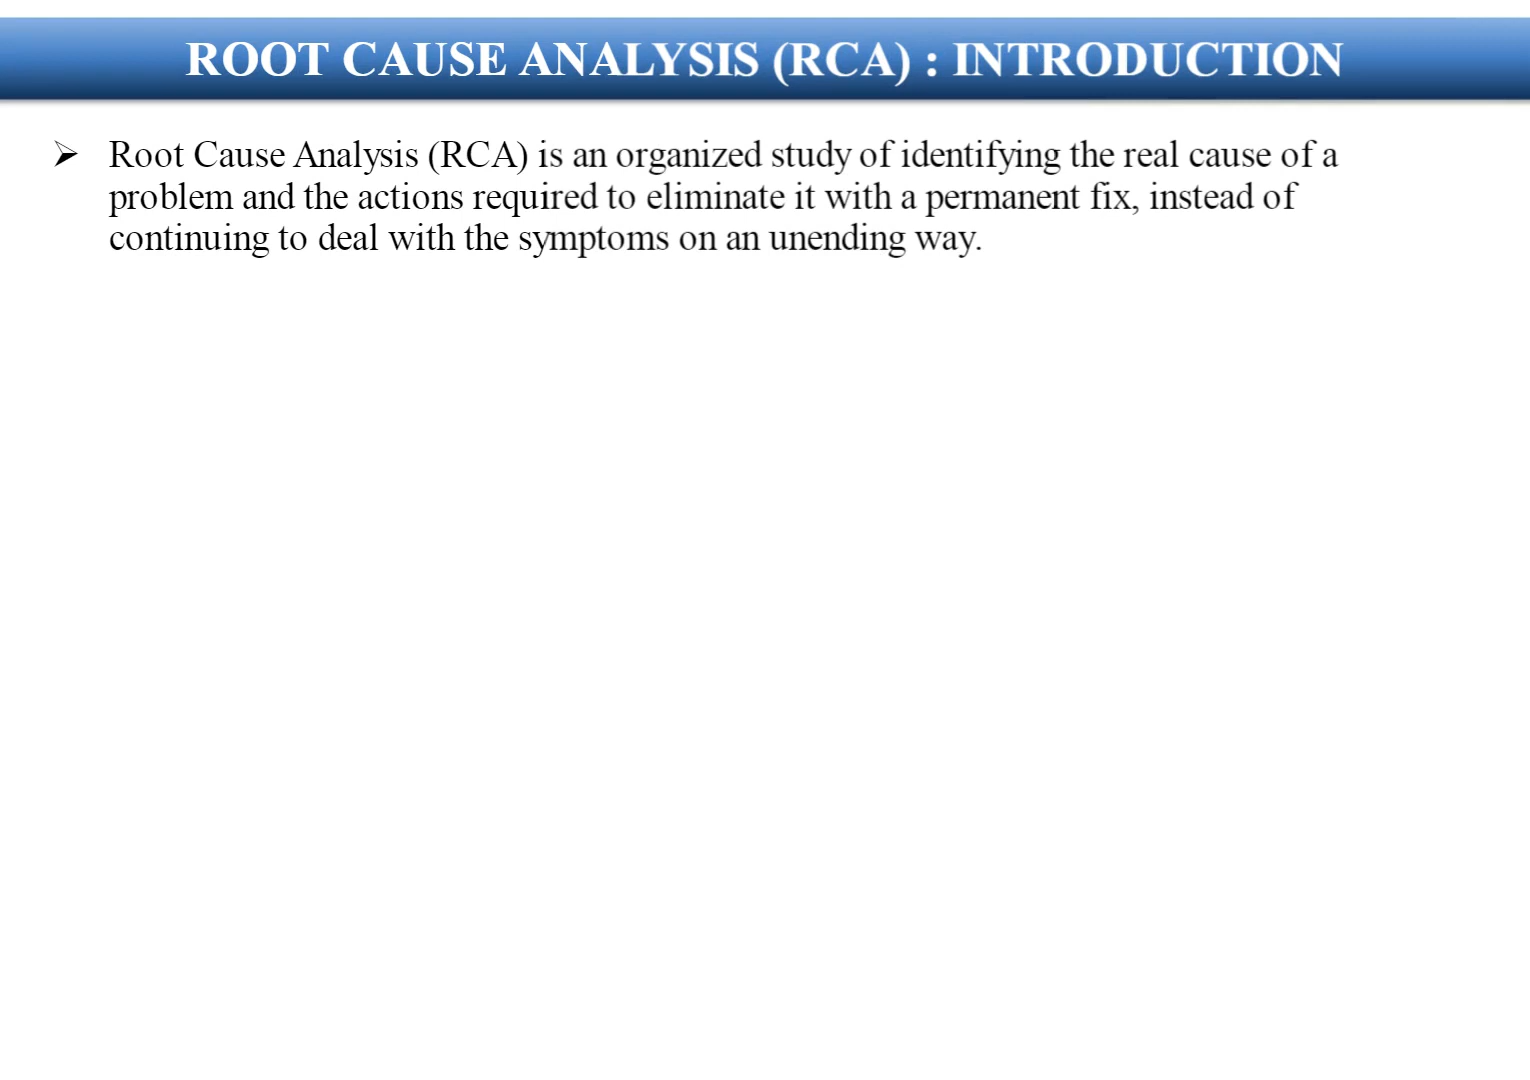 ROOT CAUSE ANALYSIS (RCA) : INTRODUCTION
➢ Root Cause Analysis (RCA) is an organized study of identifying the real cause of a
problem and the actions required to eliminate it with a permanent fix, instead of
continuing to deal with the symptoms on an unending way.